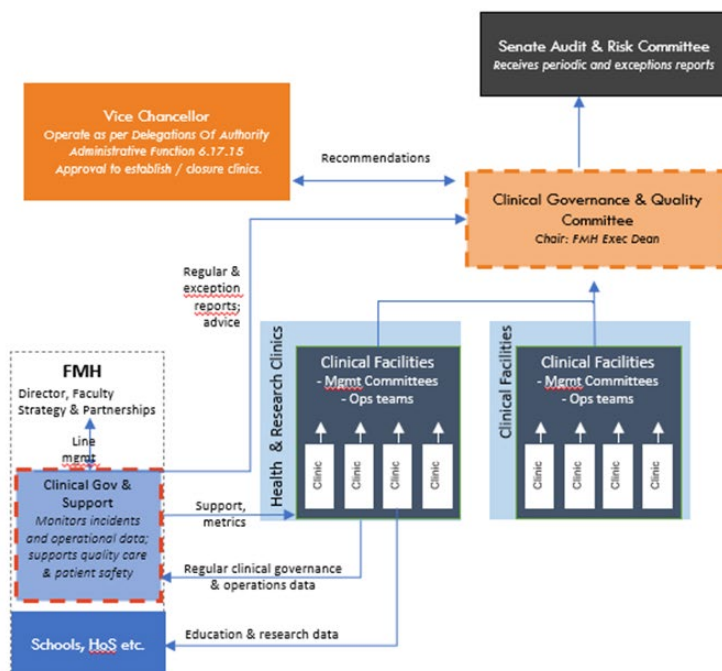 Senate Audit & Risk Committee
Receives periodic and exceptions reports
Vice Chancellor
Operate as per Delegations Of Authority
Administrative Function 6.17.15
Approval to establish / closure clinics.
Recommendations
Clinical Governance & Quality
Committee
Chair: FMH Exec Dean
Regular &
exception
reports;
advice
FMH
Director, Faculty
Strategy & Partnerships
Line
mgmt
Clinical Gov & Support
Monitors incidents
and operational data;
supports quality care
& patient safety
Schools, HoS etc.
Support,
metrics
Health & Research Clinics
Clinical Facilities
- Mgmt Committees
- Ops teams
Clinic
Clinic
Clinic
Clinic
Clinical Facilities
Clinical Facilities
- Mgmt Committees
- Ops teams
Clinic
Clinic
Clinic
Clinic
Regular clinical governance
& operations data
Education & research data